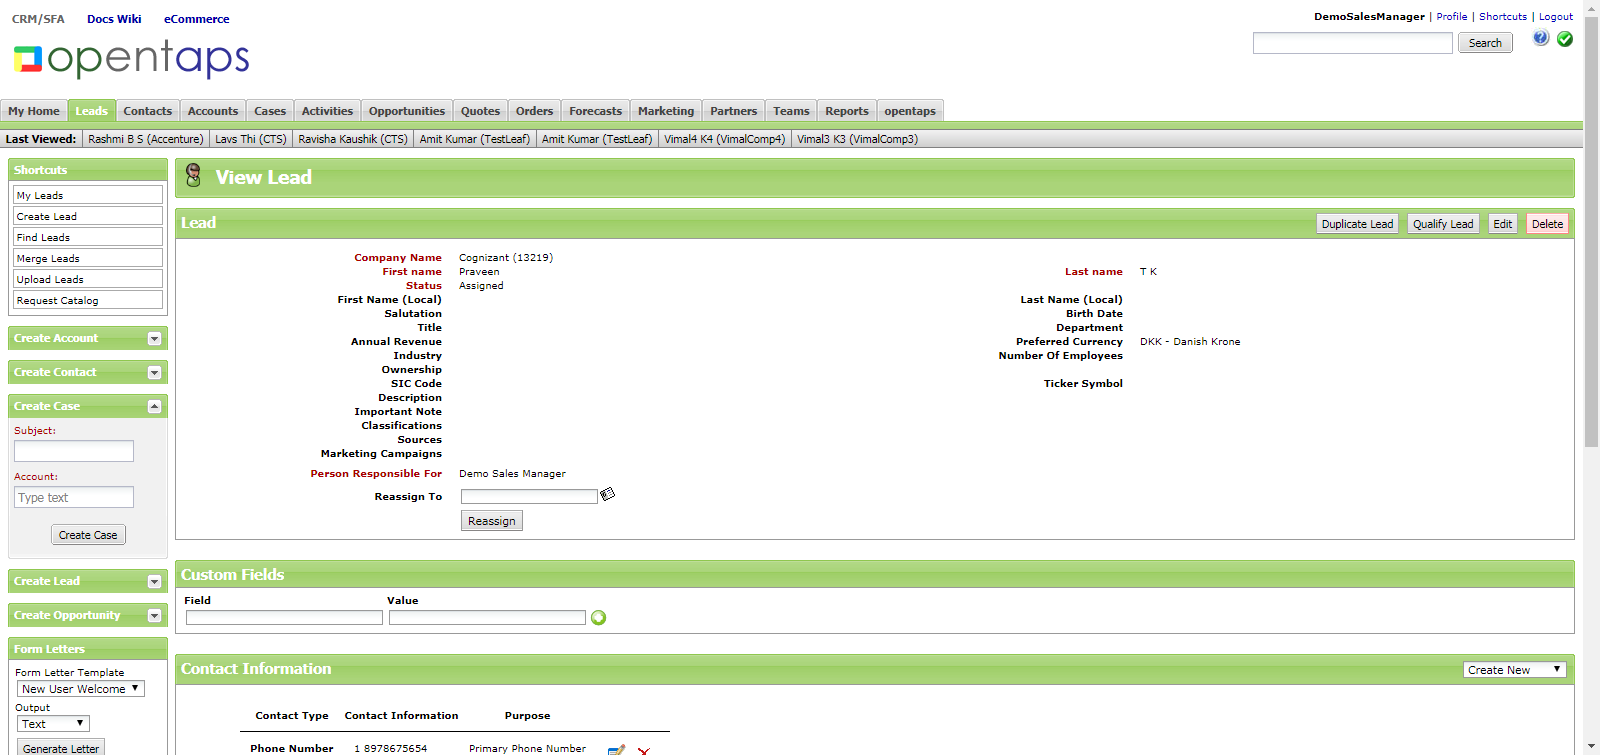 CRM/SFA Docs Wiki eCommerce
DemoSalesManager | Profile | Shortcuts | Logout
opentaps
Search
My Home Leads Contacts Accounts Cases Activities Opportunities Quotes Orders Forecasts Marketing Partners Teams Reports opentaps
Last Viewed: Rashmi B S (Accenture) Lavs Thi (CTS) Ravisha Kaushik (CTS) Amit Kumar (TestLeaf) Amit Kumar (TestLeaf) Vimal4 K4 (VimalComp4) Vimal3 K3 (VimalComp3)
Shortcuts
My Leads
Create Lead
Find Leads
Merge Leads
Upload Leads
Request Catalog
Create Account
Create Contact
Create Case
Subject:
Account:
Type text
Create Case
Create Lead
Create Opportunity
Form Letters
Form Letter Template
New User Welcome
Output
Text
Generate Letter
View Lead
Lead Duplicate Lead Qualify Lead Edit Delete
Company Name Cognizant (13219)
First name Praveen Last name T K
Status Assigned
First Name (Local) Last Name (Local)
Salutation Birth Date
Title Department
Annual Revenue Preferred Currency DKK - Danish Krone
Industry Number Of Employees
Ownership
SIC Code Ticker Symbol
Description
Important Note
Classifications
Sources
Marketing Campaigns
Person Responsible For Demo Sales Manager
Reassign To
Reassign
Custom Fields
Field Value
Contact Information Create New
Contact Type Contact Information Purpose
Phone Number 1 8978675654 Primary Phone Number